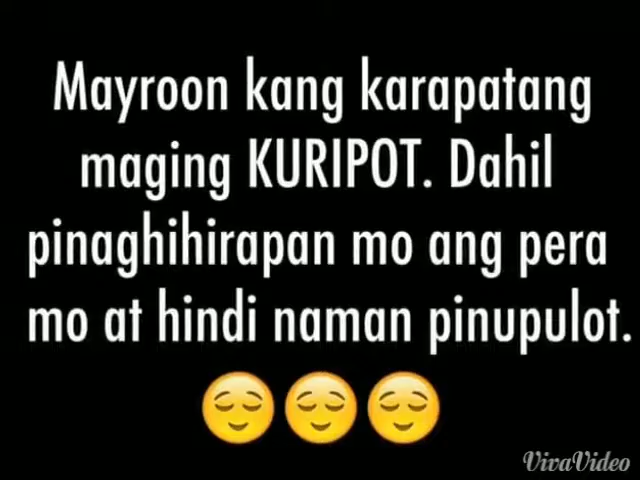 Mayroon kang karapatang
maging KURIPOT. Dahil
pinaghihirapan mo ang pera
mo at hindi naman pinupulot.
VivaVideo